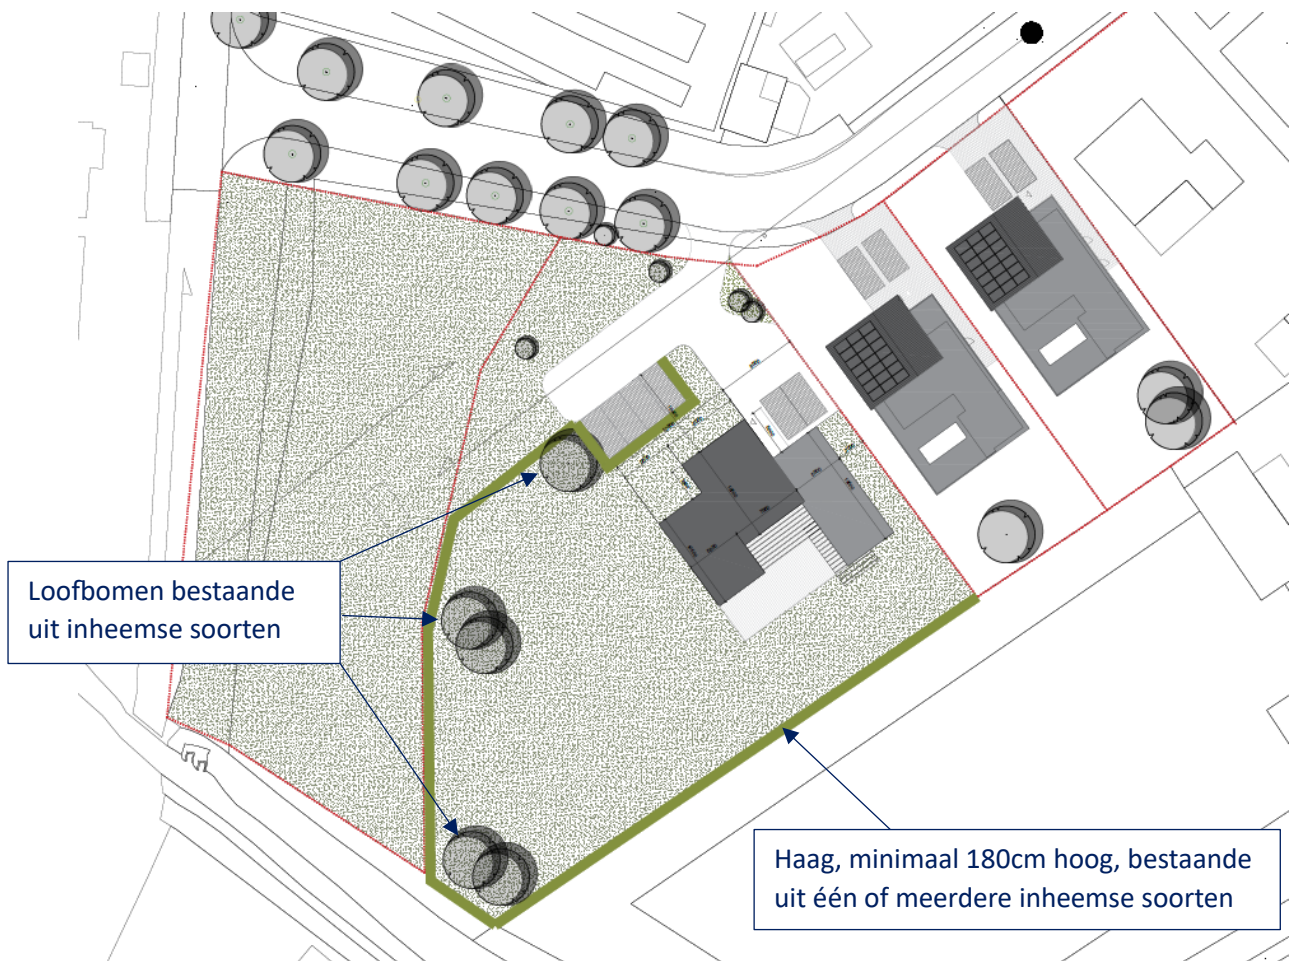 Loofbomen bestaande
uit inheemse soorten
Haag, minimaal 180cm hoog, bestaande
uit één of meerdere inheemse soorten